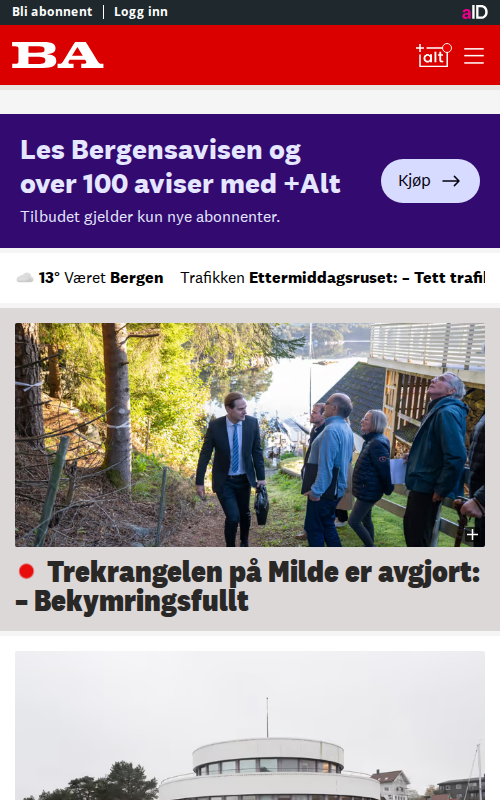 Bli abonnent | Logg inn
aID
BA
+alt
Les Bergensavisen og
over 100 aviser med +Alt
Tilbudet gjelder kun nye abonnenter.
Kjøp
13° Været Bergen Trafikken Ettermiddagsruset: – Tett trafi
Trekrangelen på Milde er avgjort:
– Bekymringsfullt